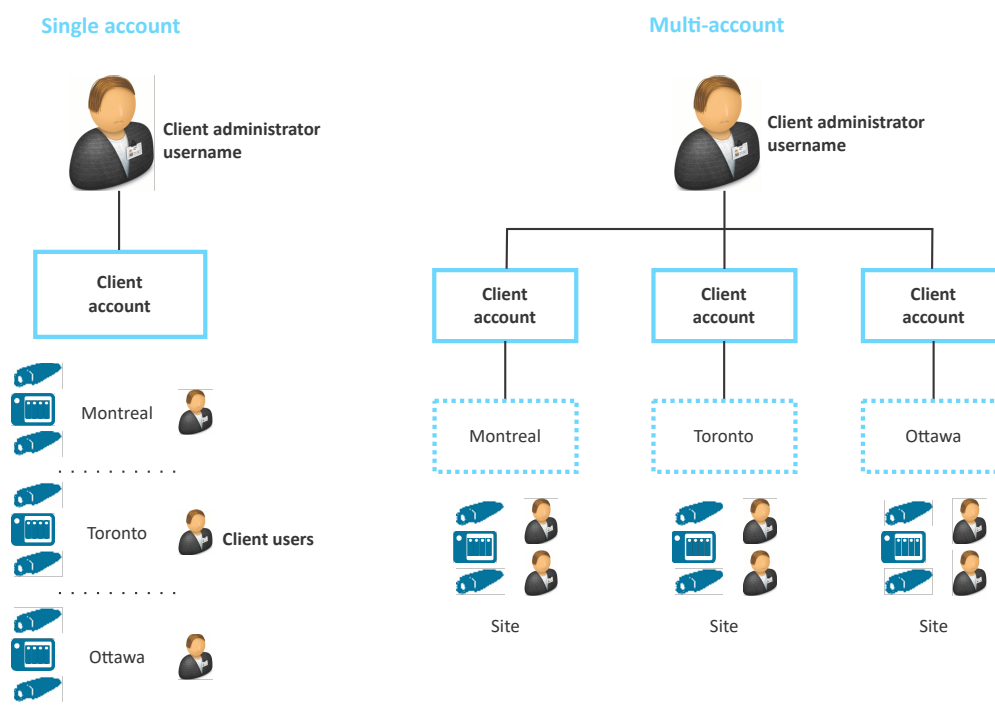 Single account
Client administrator
username
Client
account
Montreal
Toronto
Client users
Ottawa
Multi-account
Client administrator
username
Client
account
Client
account
Client
account
Montreal
Toronto
Ottawa
Site
Site
Site